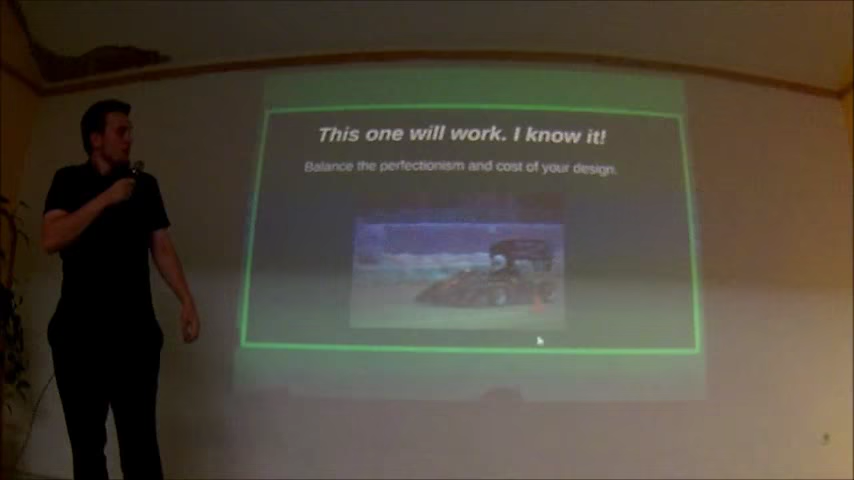 This one will work. I know it!
Balance the perfectionism and cost of your design.